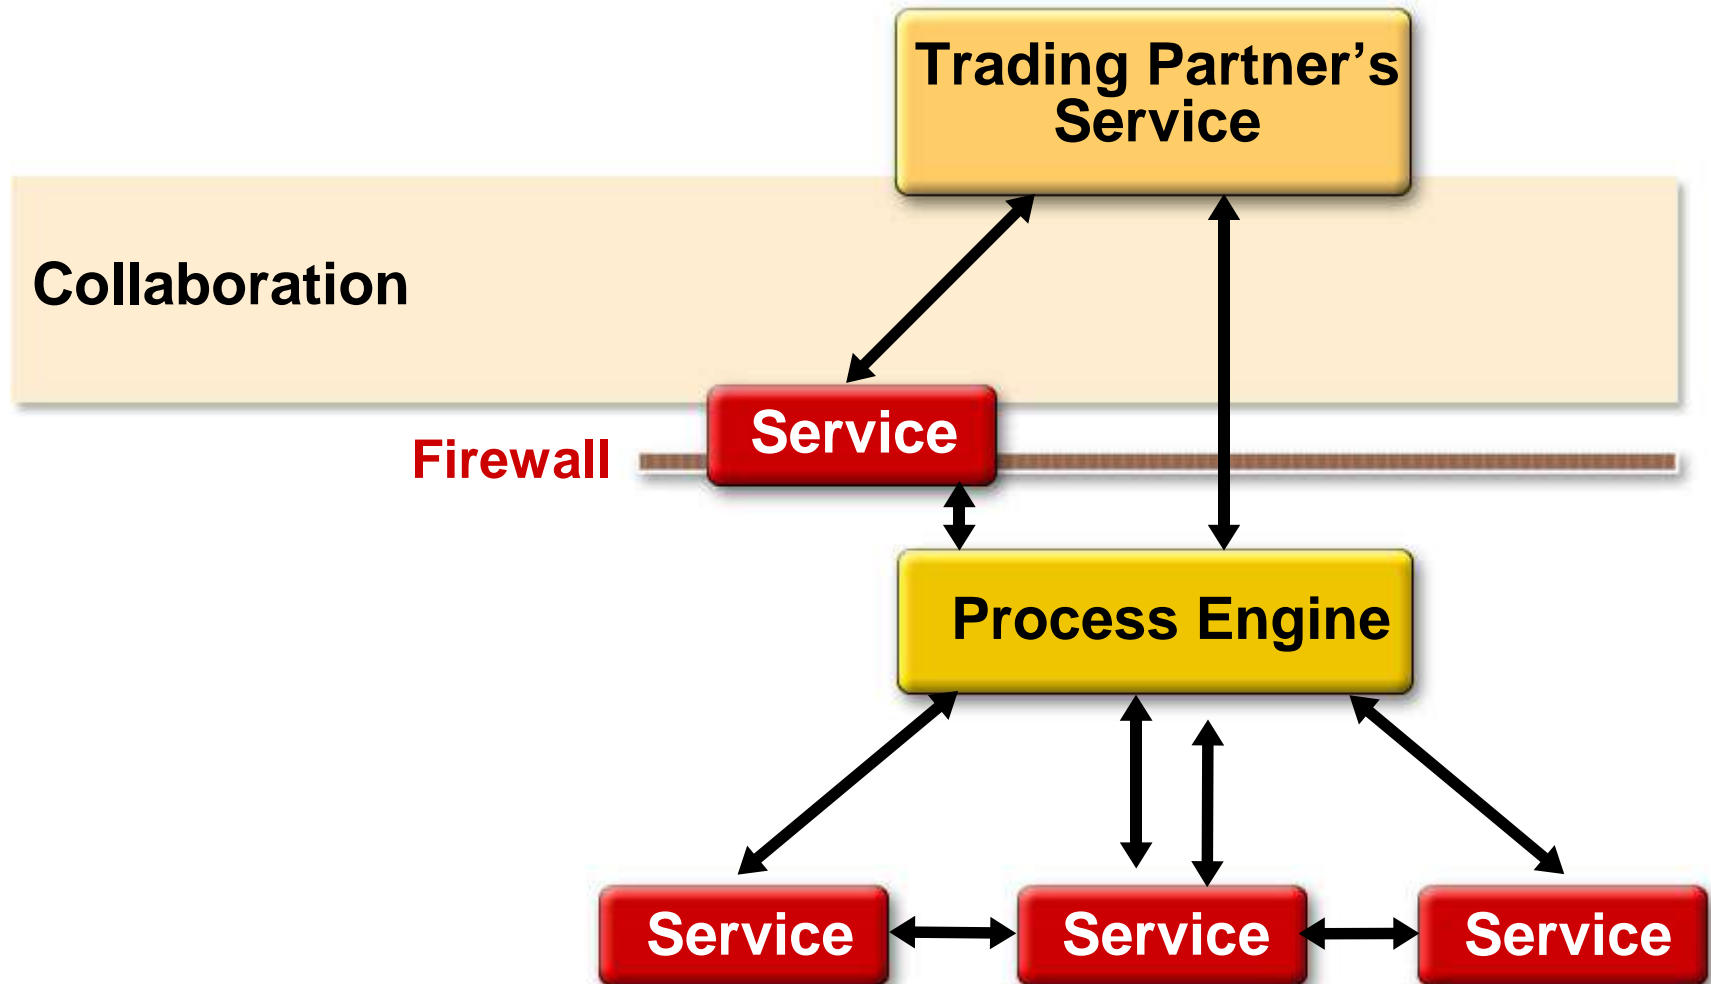 Trading Partner’s
Service
Collaboration
Service
Firewall
Process Engine
Service
Service
Service